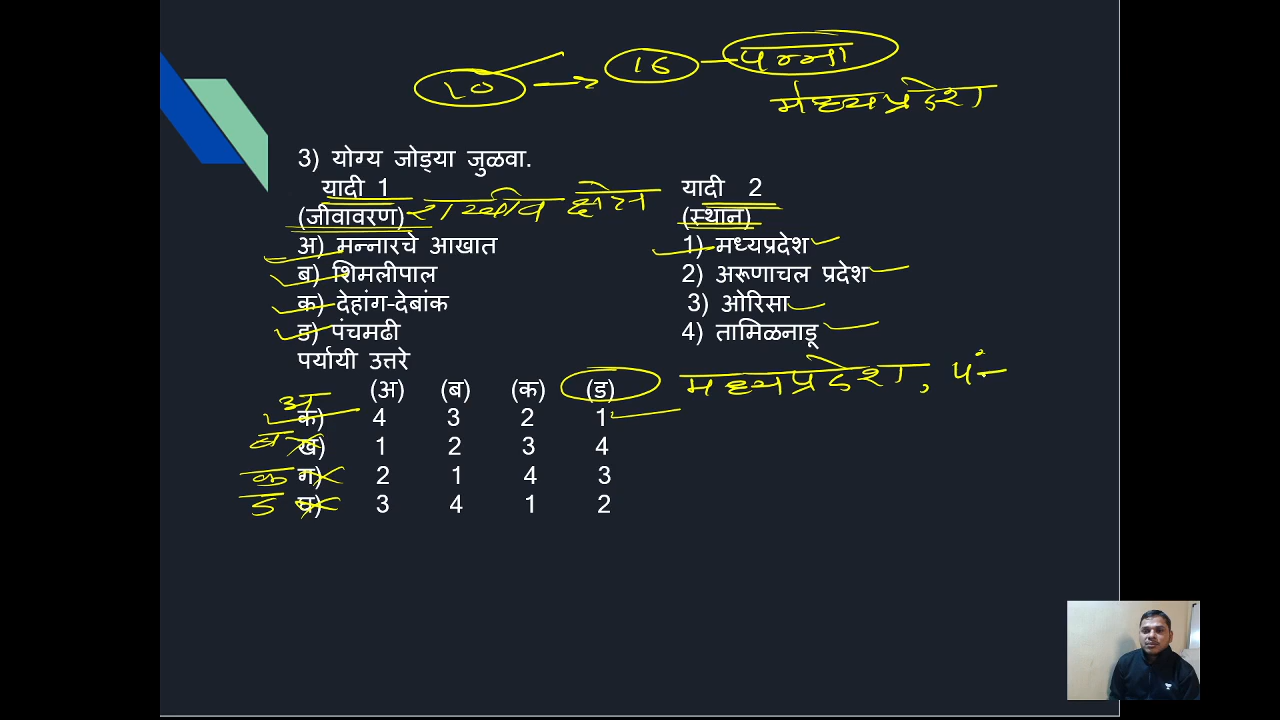 10 → 16 – पन्ना
मध्यप्रदेश
3) योग्य जोड्या जुळवा.
यादी 1 यादी 2
(जीवावरण) राखीव क्षेत्र (स्थान)
अ) मन्नारचे आखात 1) मध्यप्रदेश
ब) शिमलीपाल 2) अरूणाचल प्रदेश
क) देहांग-देबांक 3) ओरिसा
ड) पंचमढी 4) तामिळनाडू
पर्यायी उत्तरे
(अ) (ब) (क) (ड) मध्यप्रदेश, पं
अ क) 4 3 2 1
ब ख) 1 2 3 4
क ग) 2 1 4 3
ड घ) 3 4 1 2